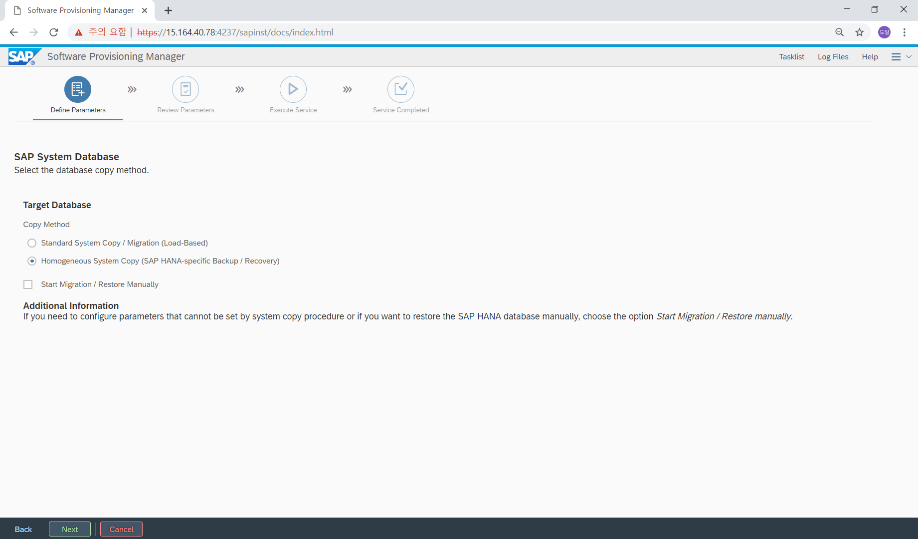 Software Provisioning Manager
주의 요함 https://15.164.40.78:4237/sapinst/docs/index.html
SAP Software Provisioning Manager
Tasklist Log Files Help
Define Parameters Review Parameters Execute Service Service Completed
SAP System Database
Select the database copy method.
Target Database
Copy Method
Standard System Copy / Migration (Load-Based)
Homogeneous System Copy (SAP HANA-specific Backup / Recovery)
Start Migration / Restore Manually
Additional Information
If you need to configure parameters that cannot be set by system copy procedure or if you want to restore the SAP HANA database manually, choose the option Start Migration / Restore manually.
Back Next Cancel